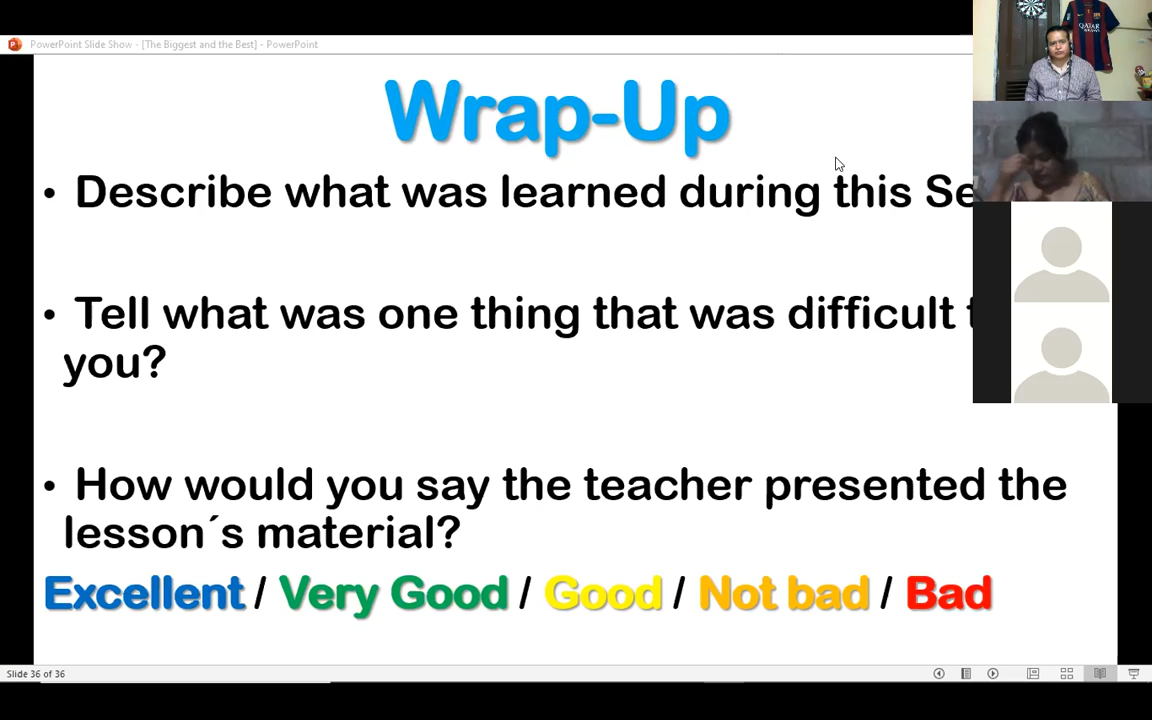 PowerPoint Slide Show - [The Biggest and the Best] - PowerPoint
Wrap-Up
• Describe what was learned during this Se
• Tell what was one thing that was difficult
you?
• How would you say the teacher presented the
lesson´s material?
Excellent / Very Good / Good / Not bad / Bad
Slide 36 of 36
QATAR